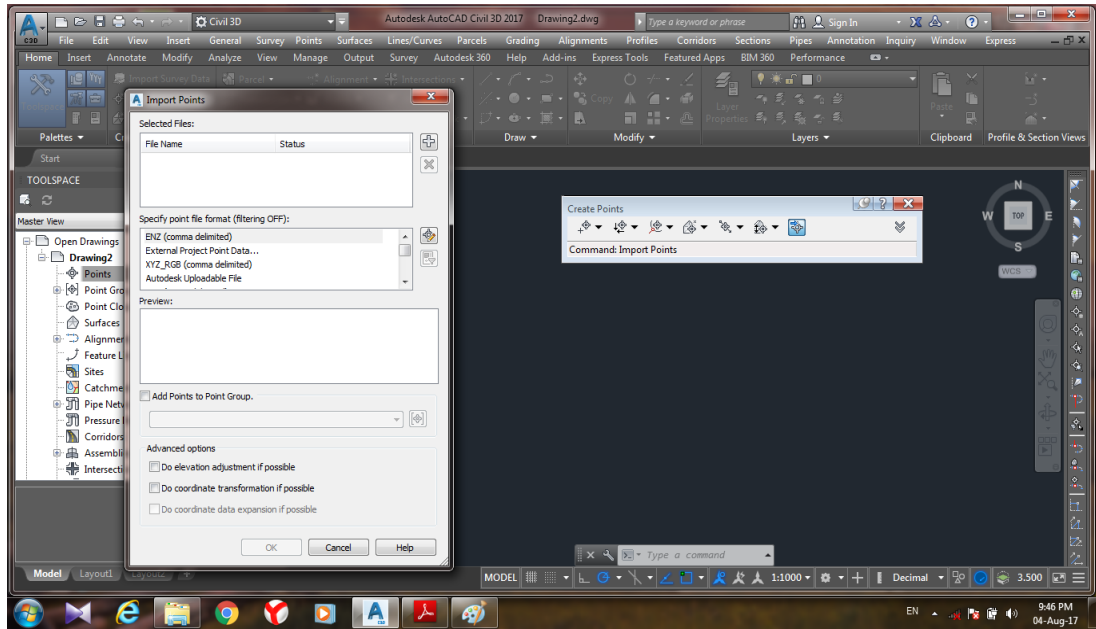 C3D Civil 3D Autodesk AutoCAD Civil 3D 2017 Drawing2.dwg Type a keyword or phrase Sign In
File Edit View Insert General Survey Points Surfaces Lines/Curves Parcels Grading Alignments Profiles Corridors Sections Pipes Annotation Inquiry Window Express
Home Insert Annotate Modify Analyze View Manage Output Survey Autodesk 360 Help Add-ins Express Tools Featured Apps BIM 360 Performance
Import Survey Data Parcel Alignment Intersections
Copy Layer Properties 0 Paste
Palettes Draw Modify Layers Clipboard Profile & Section Views
Start
TOOLSPACE
Master View
Open Drawings
Drawing2
Points
Point Gro
Point Clo
Surfaces
Alignmen
Feature L
Sites
Catchme
Pipe Netw
Pressure
Corridors
Assembli
Intersecti
Import Points
Selected Files:
File Name Status
Specify point file format (filtering OFF):
ENZ (comma delimited)
External Project Point Data...
XYZ_RGB (comma delimited)
Autodesk Uploadable File
Preview:
Add Points to Point Group.
Advanced options
Do elevation adjustment if possible
Do coordinate transformation if possible
Do coordinate data expansion if possible
OK Cancel Help
Create Points
Command: Import Points
N
W TOP E
S
WCS
Type a command
Model Layout1 Layout2 MODEL 1:1000 Decimal 3.500
EN 9:46 PM
04-Aug-17